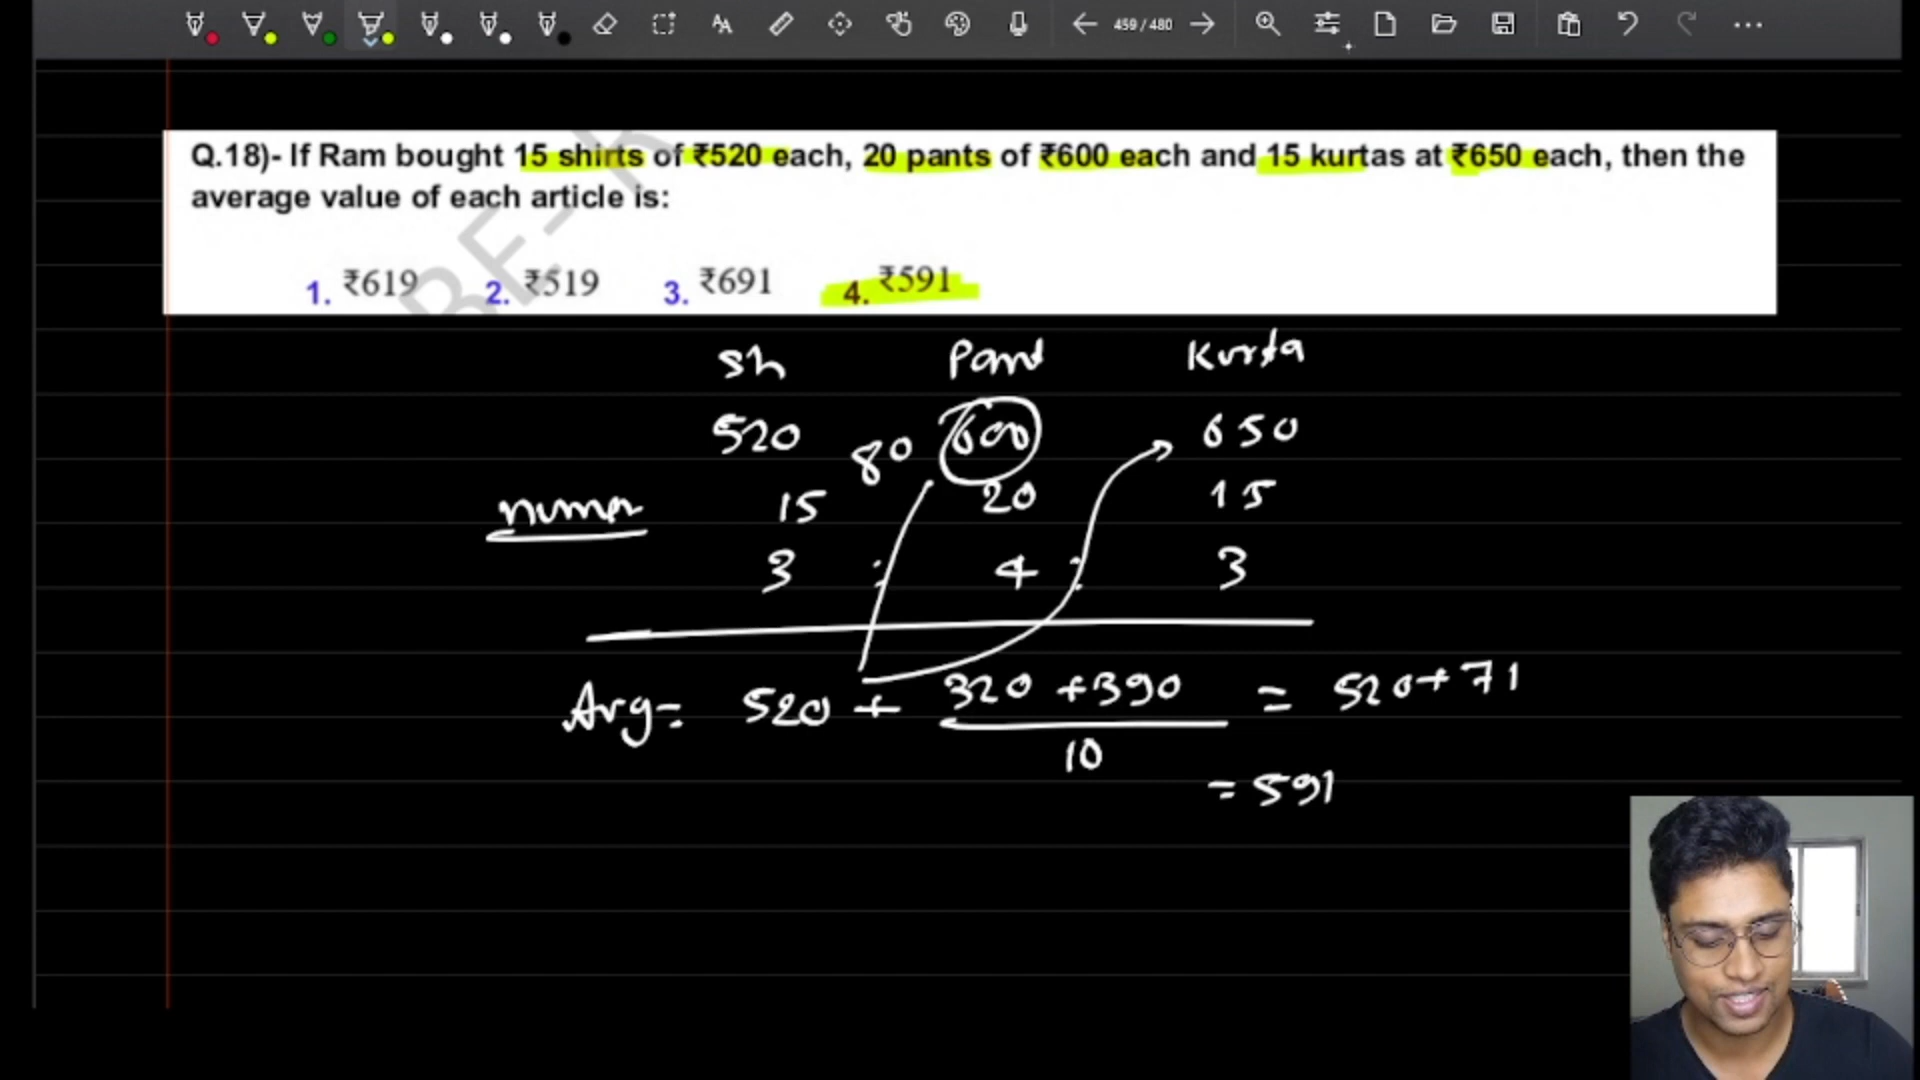 459 / 480
Q.18)- If Ram bought 15 shirts of ₹520 each, 20 pants of ₹600 each and 15 kurtas at ₹650 each, then the
average value of each article is:
1. ₹619 2. ₹519 3. ₹691 4. ₹591
BE-K
Sh Pant Kurta
520 80 600 650
15 20 15
3 : 4 : 3
Avg = 520 + 320 + 390 / 10 = 520 + 71
= 591